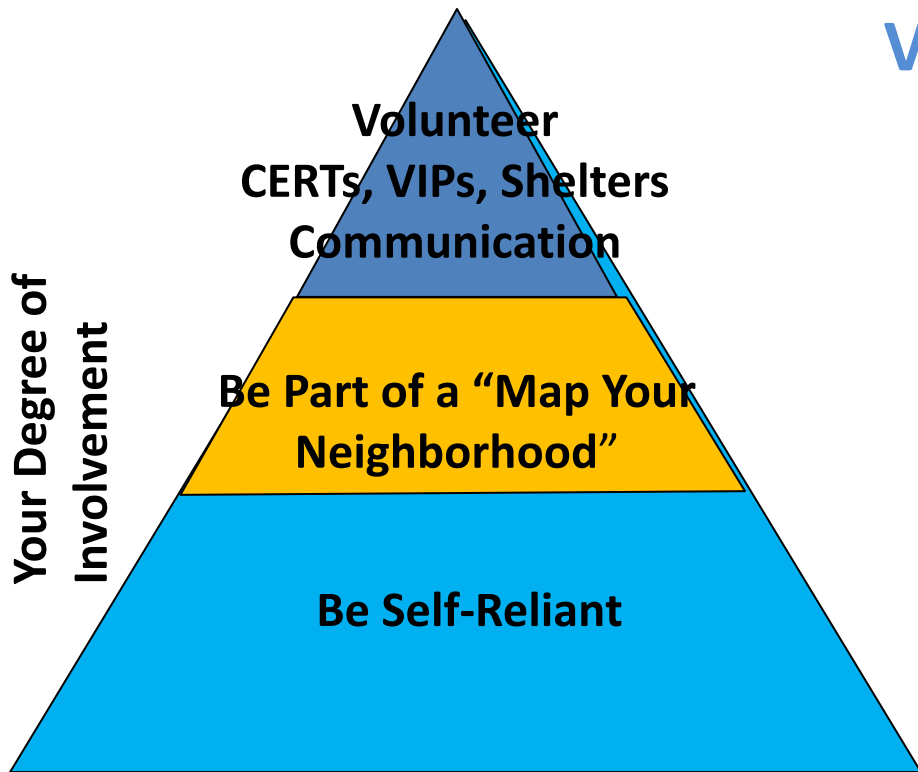 V
Volunteer
CERTs, VIPs, Shelters
Communication
Your Degree of
Involvement
Be Part of a “Map Your
Neighborhood”
Be Self-Reliant